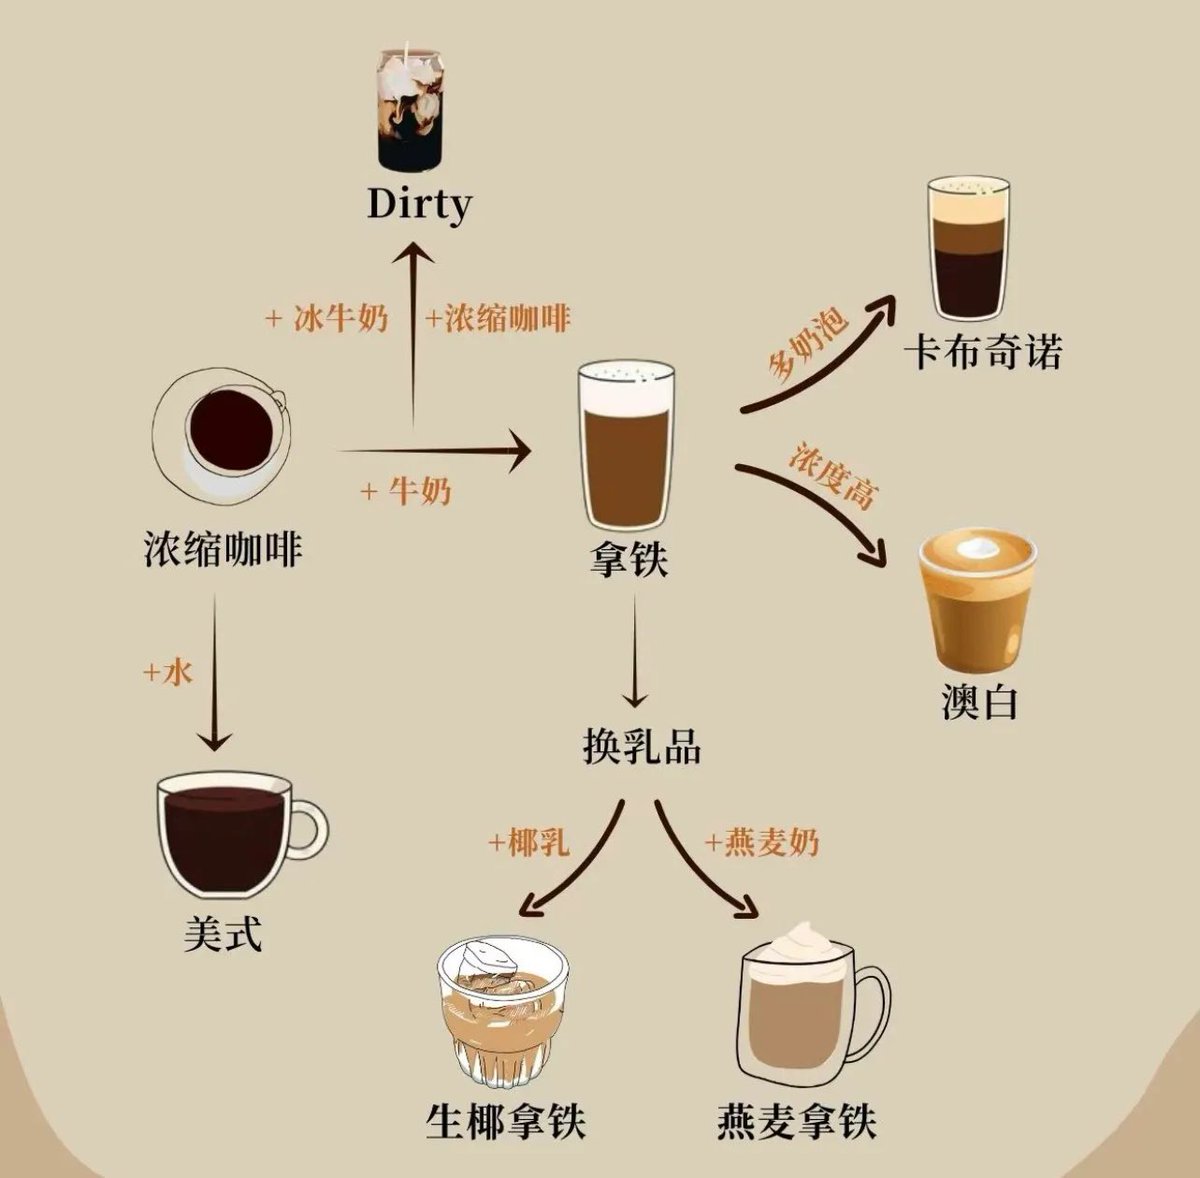 Dirty
+ 冰牛奶
+浓缩咖啡
多奶泡
卡布奇诺
浓度高
+ 牛奶
浓缩咖啡
拿铁
+水
澳白
换乳品
+椰乳
+燕麦奶
美式
生椰拿铁
燕麦拿铁